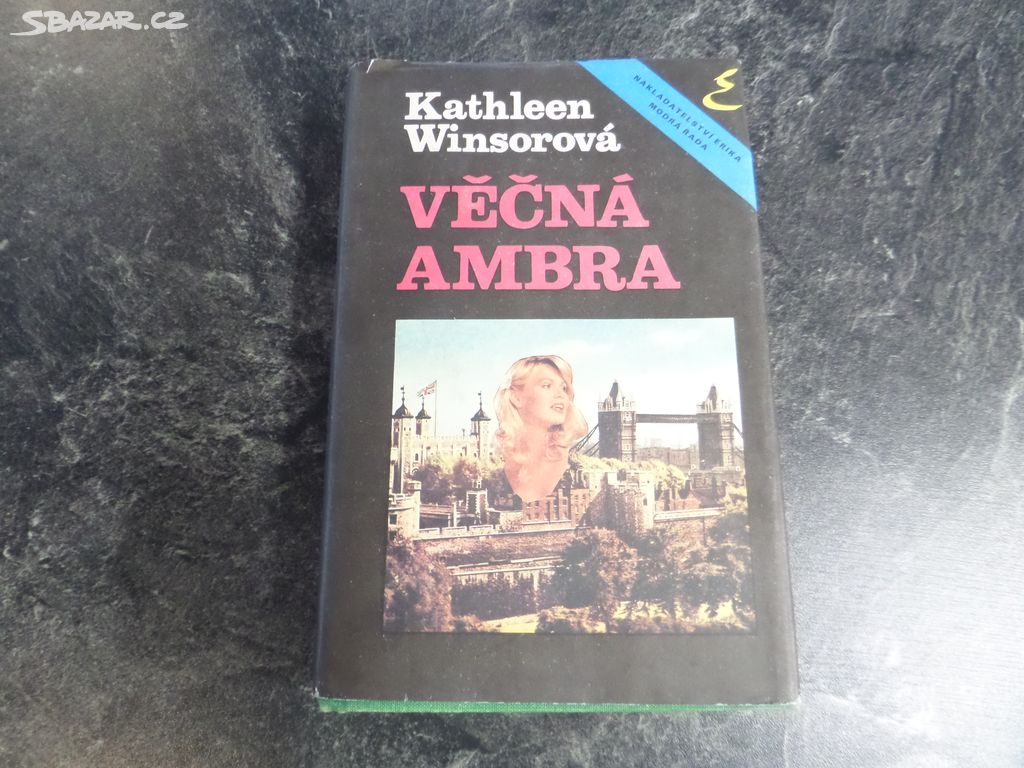 SBAZAR.CZ
Kathleen
Winsorová
NAKLADATELSTVÍ ERIKA
MODRÁ ŘADA
VĚČNÁ
AMBRA